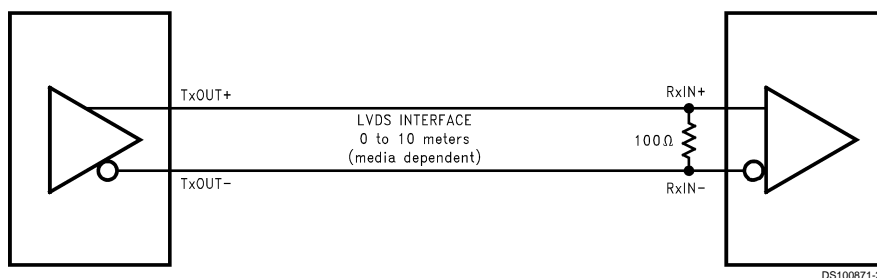 TxOUT+
RxIN+
LVDS INTERFACE
0 to 10 meters
(media dependent)
100Ω
TxOUT−
RxIN−